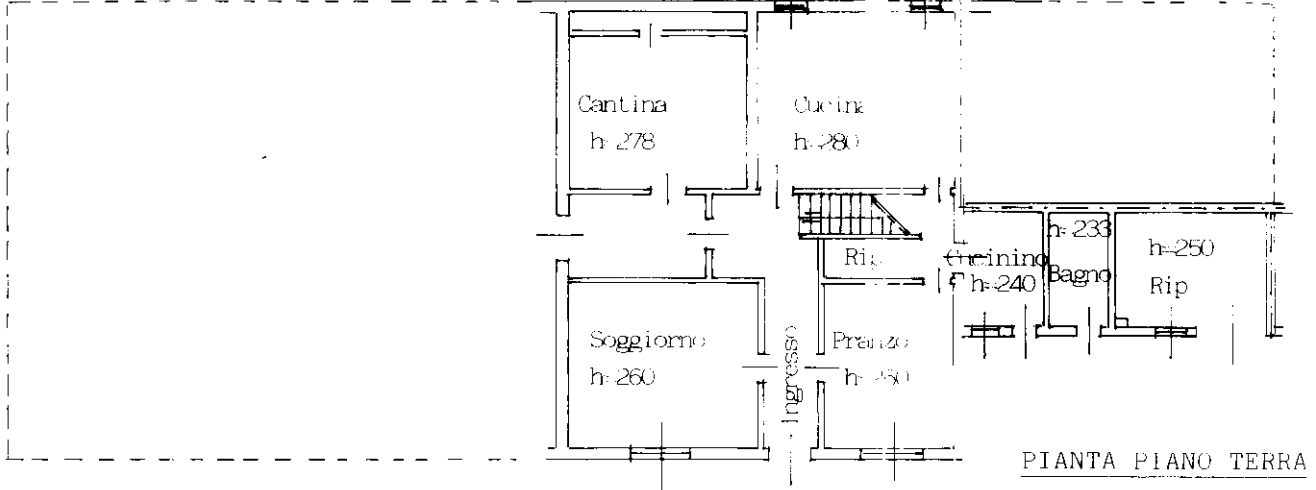 Cantina
h=278
Cucina
h=280
Rip
Cucinino
h=240
h=233
Bagno
h=250
Rip
Soggiorno
h=260
Ingresso
Pranzo
PIANTA PIANO TERRA